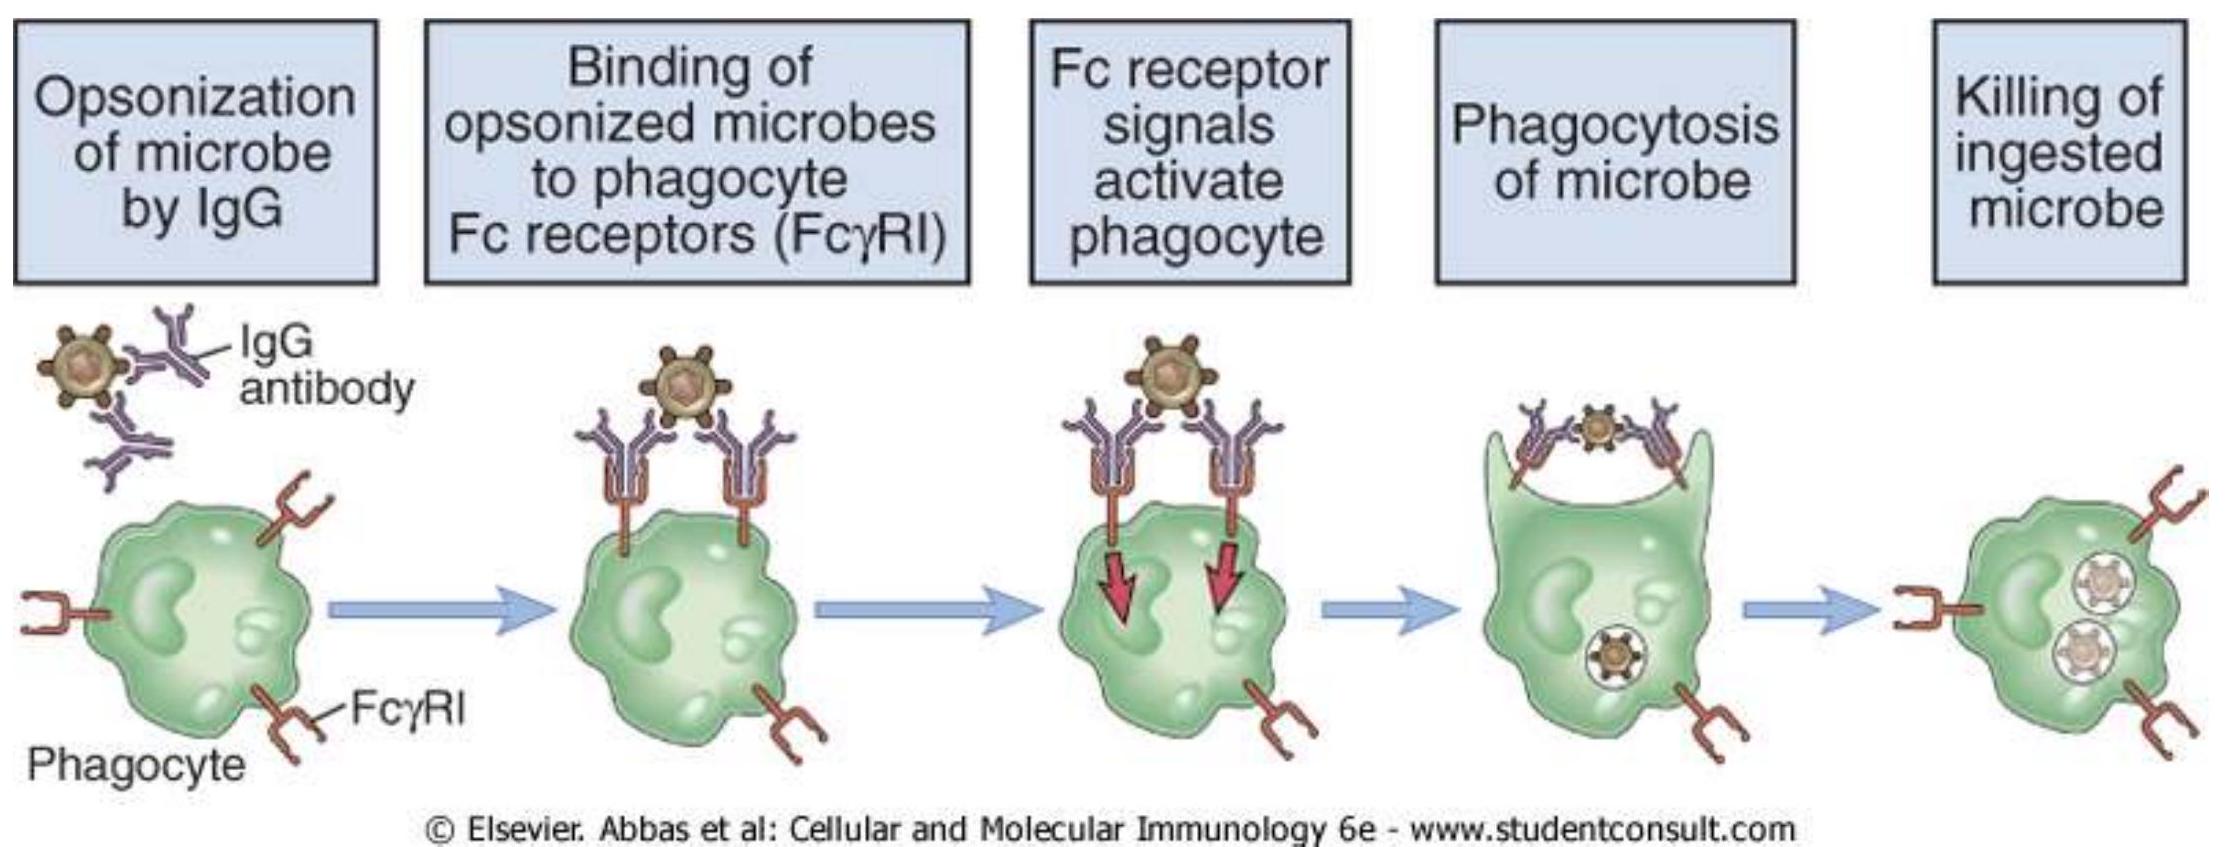 Opsonization
of microbe
by IgG
Binding of
opsonized microbes
to phagocyte
Fc receptors (FcγRI)
Fc receptor
signals
activate
phagocyte
Phagocytosis
of microbe
Killing of
ingested
microbe
IgG
antibody
FcγRI
Phagocyte
© Elsevier. Abbas et al: Cellular and Molecular Immunology 6e - www.studentconsult.com